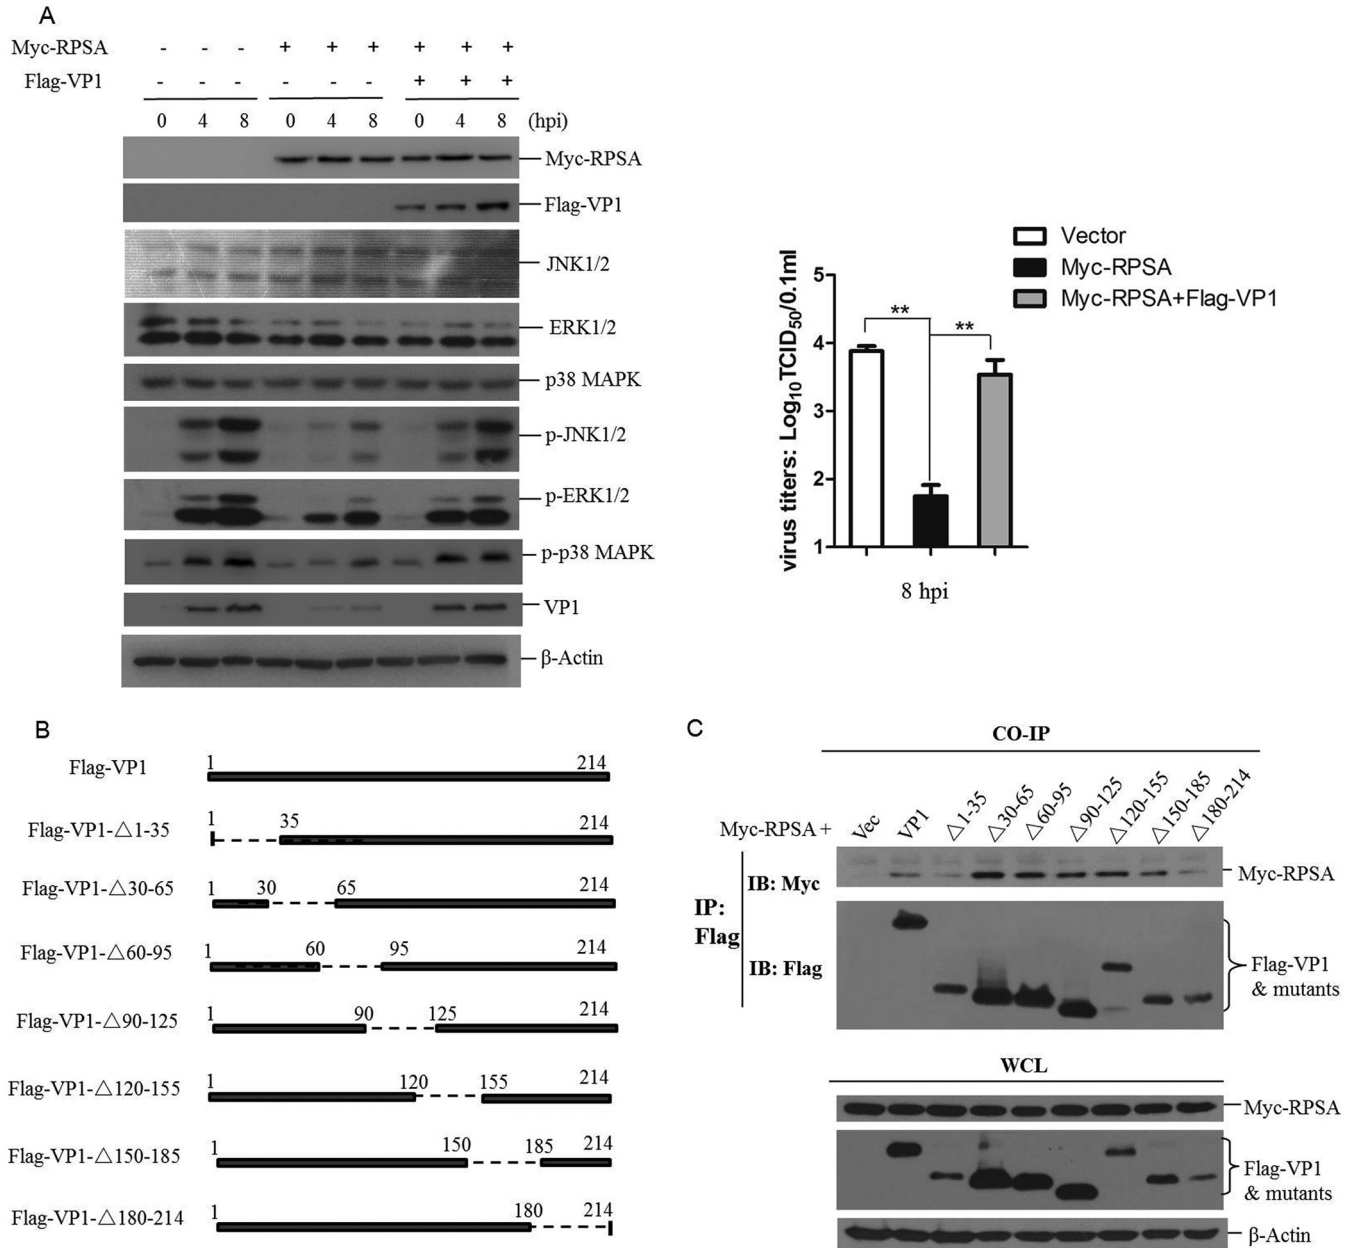 A
Myc-RPSA - - - + + + + + +
Flag-VP1 - - - - - - + + +
0 4 8 0 4 8 0 4 8 (hpi)
Myc-RPSA
Flag-VP1
JNK1/2
ERK1/2
p38 MAPK
p-JNK1/2
p-ERK1/2
p-p38 MAPK
VP1
β-Actin
Vector
Myc-RPSA
Myc-RPSA+Flag-VP1
virus titers: Log10TCID50/0.1ml
5
4
3
2
1
** **
8 hpi
B
Flag-VP1 1 214
Flag-VP1-△1-35 1 35 214
Flag-VP1-△30-65 1 30 65 214
Flag-VP1-△60-95 1 60 95 214
Flag-VP1-△90-125 1 90 125 214
Flag-VP1-△120-155 1 120 155 214
Flag-VP1-△150-185 1 150 185 214
Flag-VP1-△180-214 1 180 214
C
CO-IP
Myc-RPSA + Vec VP1 △1-35 △30-65 △60-95 △90-125 △120-155 △150-185 △180-214
IP: Flag
IB: Myc
Myc-RPSA
IB: Flag
Flag-VP1
& mutants
WCL
Myc-RPSA
Flag-VP1
& mutants
β-Actin